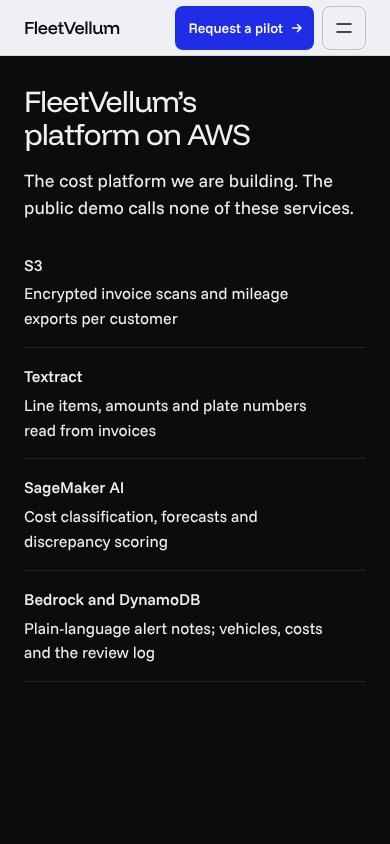 FleetVellum
Request a pilot →
FleetVellum’s
platform on AWS
The cost platform we are building. The
public demo calls none of these services.
S3
Encrypted invoice scans and mileage
exports per customer
Textract
Line items, amounts and plate numbers
read from invoices
SageMaker AI
Cost classification, forecasts and
discrepancy scoring
Bedrock and DynamoDB
Plain-language alert notes; vehicles, costs
and the review log